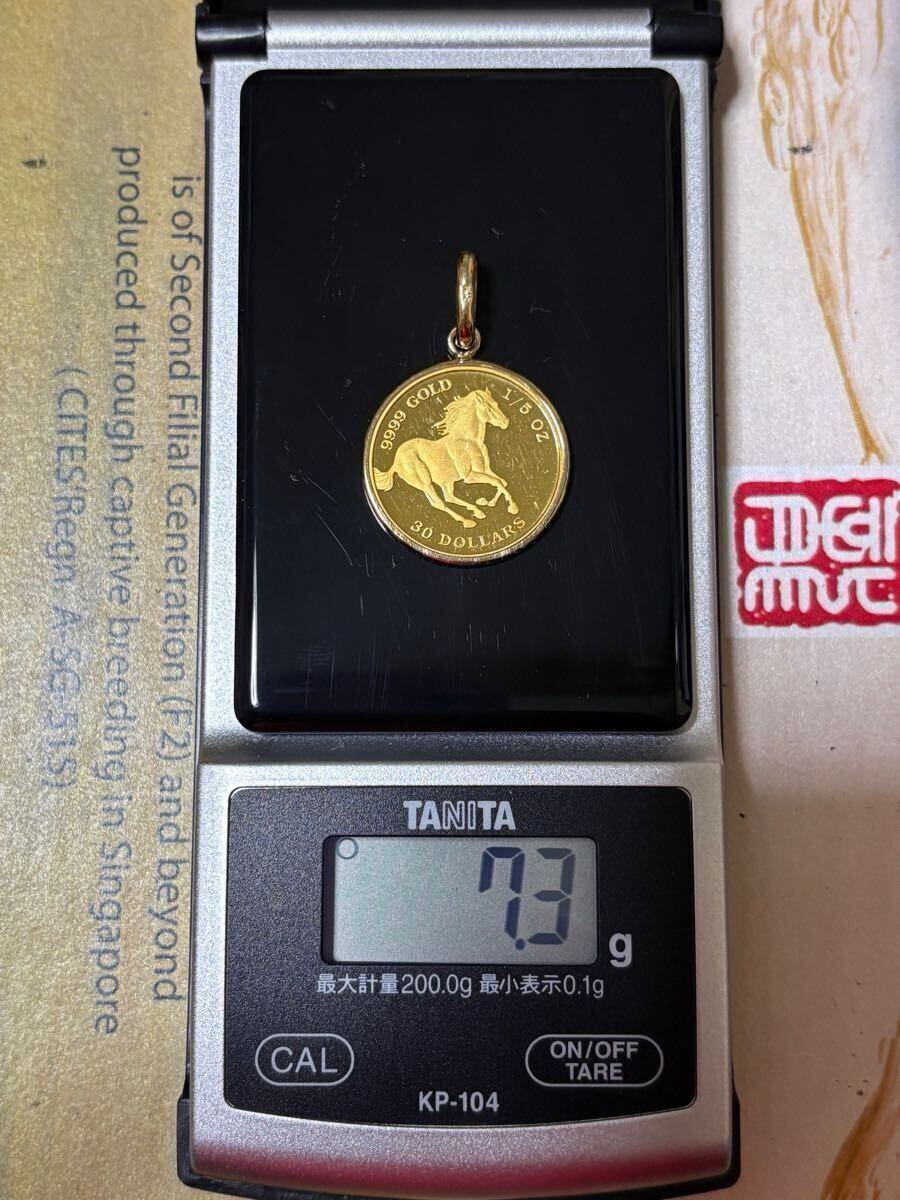 9999 GOLD 1/5 OZ
30 DOLLARS
TANITA
7.3 g
最大計量200.0g 最小表示0.1g
CAL
ON/OFF
TARE
KP-104
is of Second Filial Generation (F2) and beyond
produced through captive breeding in Singapore
(CITES Regn. A-SG-515)